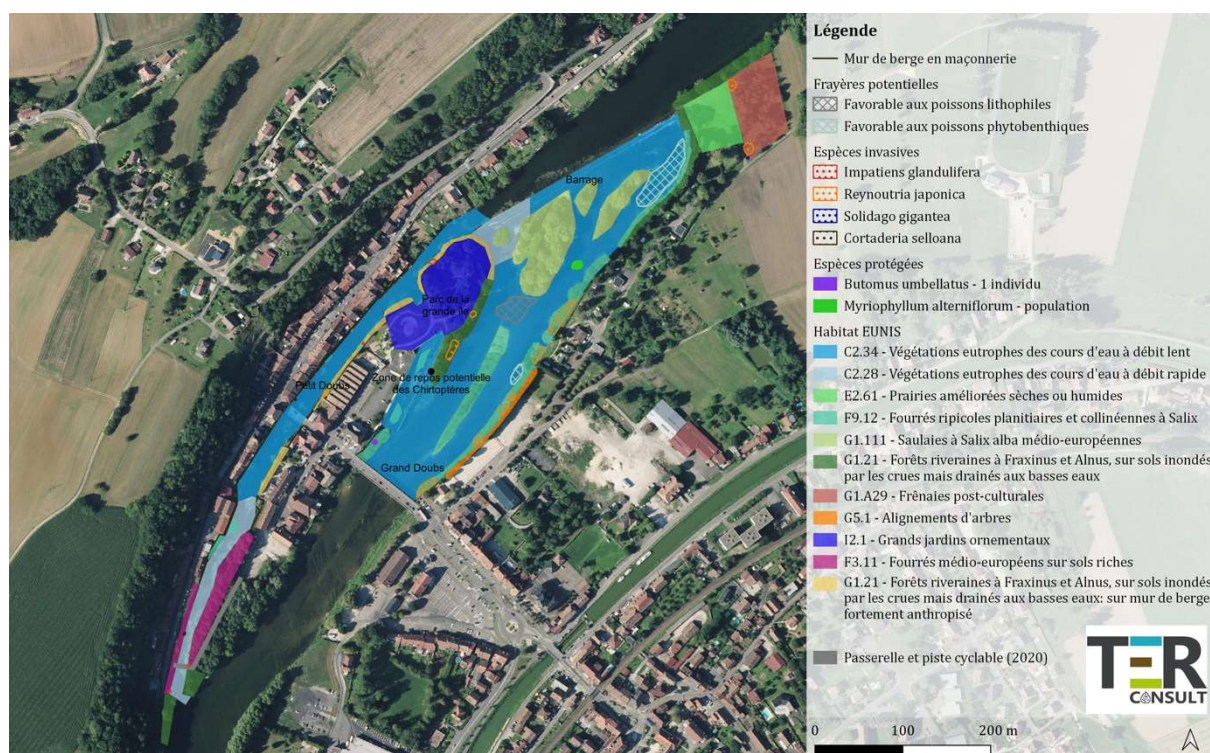 Barrage
Parc de la
grande île
Petit Doubs
Zone de repos potentielle
des Chirtoptères
Grand Doubs
Légende
Mur de berge en maçonnerie
Frayères potentielles
Favorable aux poissons lithophiles
Favorable aux poissons phytobenthiques
Espèces invasives
Impatiens glandulifera
Reynoutria japonica
Solidago gigantea
Cortaderia selloana
Espèces protégées
Butomus umbellatus - 1 individu
Myriophyllum alterniflorum - population
Habitat EUNIS
C2.34 - Végétations eutrophes des cours d'eau à débit lent
C2.28 - Végétations eutrophes des cours d'eau à débit rapide
E2.61 - Prairies améliorées sèches ou humides
F9.12 - Fourrés ripicoles planitiaires et collinéennes à Salix
G1.111 - Saulaies à Salix alba médio-européennes
G1.21 - Forêts riveraines à Fraxinus et Alnus, sur sols inondés
par les crues mais drainés aux basses eaux
G1.A29 - Frênaies post-culturales
G5.1 - Alignements d'arbres
I2.1 - Grands jardins ornementaux
F3.11 - Fourrés médio-européens sur sols riches
G1.21 - Forêts riveraines à Fraxinus et Alnus, sur sols inondés
par les crues mais drainés aux basses eaux: sur mur de berge
fortement anthropisé
Passerelle et piste cyclable (2020)
TER
CONSULT
0 100 200 m